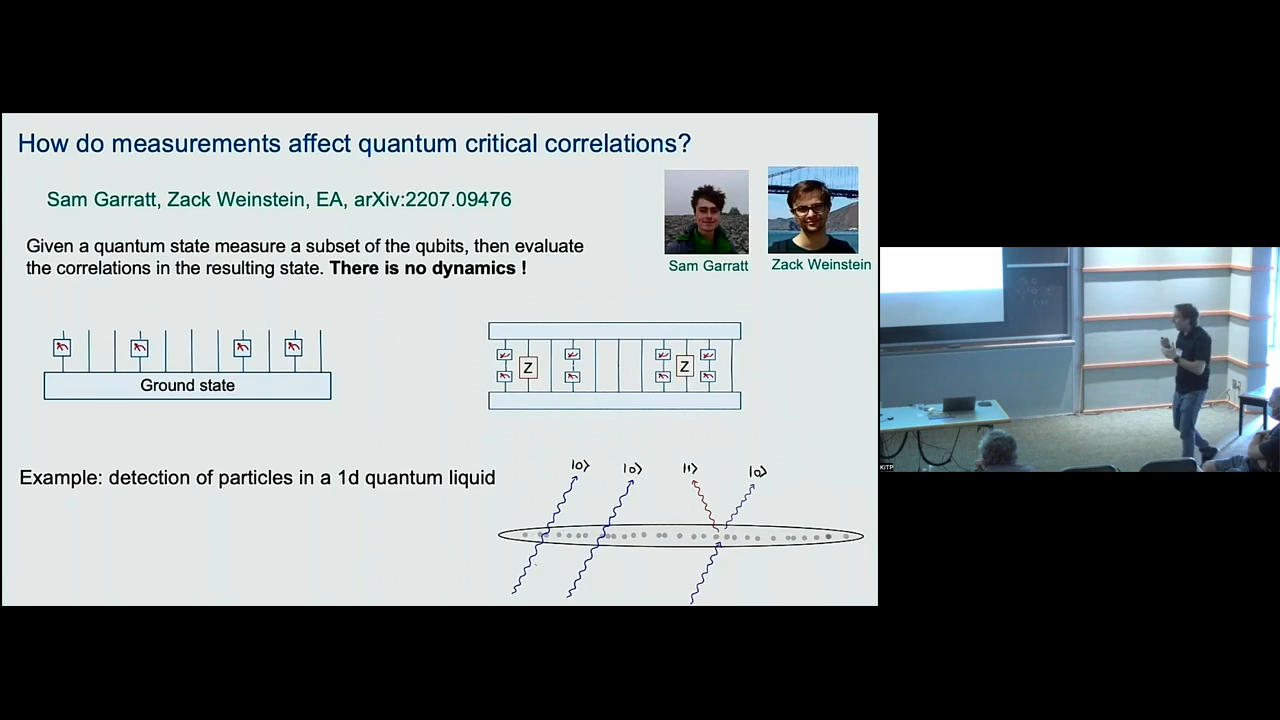 How do measurements affect quantum critical correlations?
Sam Garratt, Zack Weinstein, EA, arXiv:2207.09476
Given a quantum state measure a subset of the qubits, then evaluate
the correlations in the resulting state. There is no dynamics !
Sam Garratt
Zack Weinstein
Ground state
Z
Z
Example: detection of particles in a 1d quantum liquid
|0⟩
|0⟩
|1⟩
|0⟩
KITP